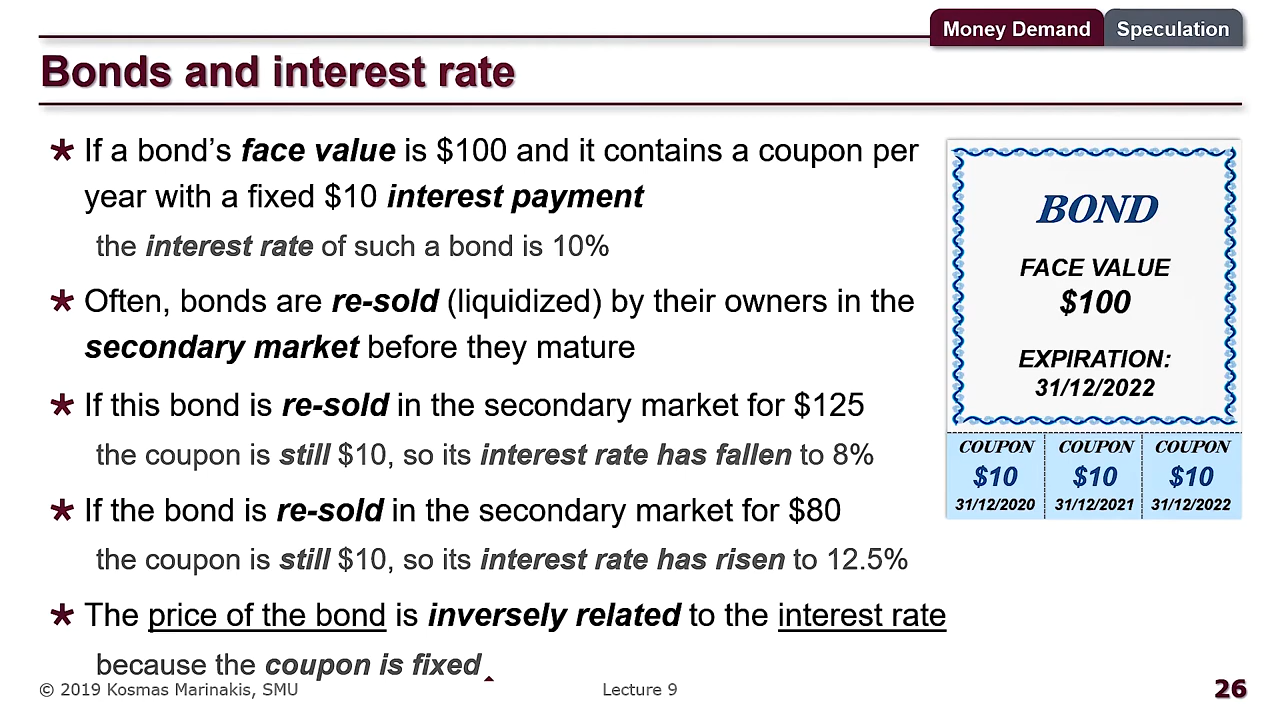 Money Demand Speculation
Bonds and interest rate
If a bond’s face value is $100 and it contains a coupon per
year with a fixed $10 interest payment
the interest rate of such a bond is 10%
Often, bonds are re-sold (liquidized) by their owners in the
secondary market before they mature
If this bond is re-sold in the secondary market for $125
the coupon is still $10, so its interest rate has fallen to 8%
If the bond is re-sold in the secondary market for $80
the coupon is still $10, so its interest rate has risen to 12.5%
The price of the bond is inversely related to the interest rate
because the coupon is fixed
BOND
FACE VALUE
$100
EXPIRATION:
31/12/2022
COUPON COUPON COUPON
$10 $10 $10
31/12/2020 31/12/2021 31/12/2022
© 2019 Kosmas Marinakis, SMU Lecture 9 26